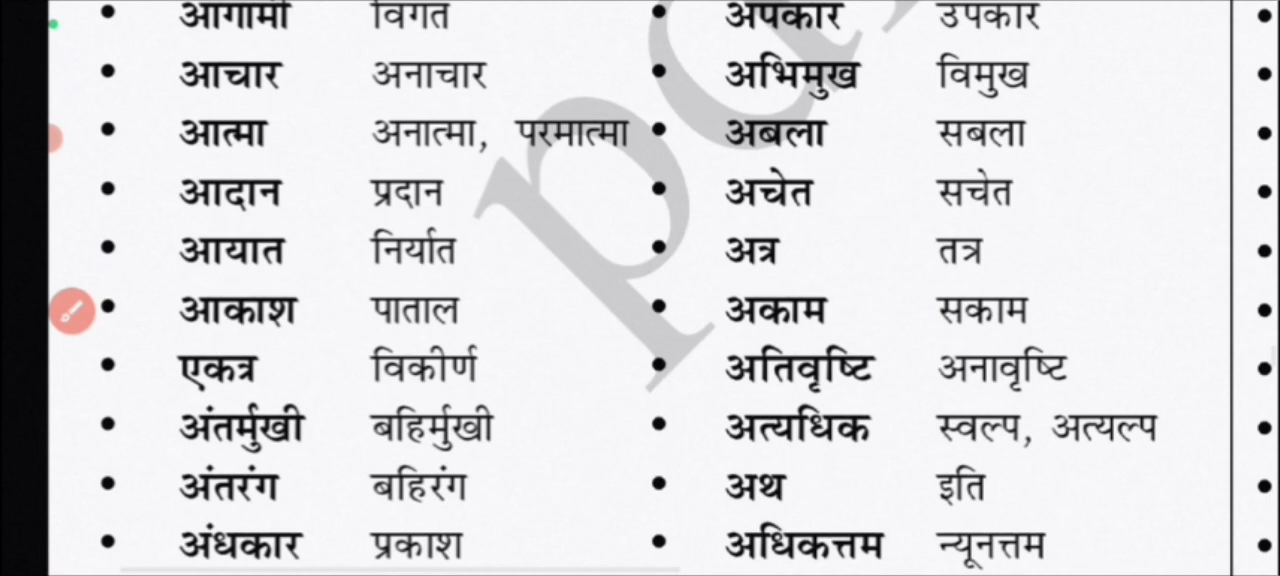 आगामी विगत
आचार अनाचार
आत्मा अनात्मा, परमात्मा
आदान प्रदान
आयात निर्यात
आकाश पाताल
एकत्र विकीर्ण
अंतर्मुखी बहिर्मुखी
अंतरंग बहिरंग
अंधकार प्रकाश
अपकार उपकार
अभिमुख विमुख
अबला सबला
अचेत सचेत
अत्र तत्र
अकाम सकाम
अतिवृष्टि अनावृष्टि
अत्यधिक स्वल्प, अत्यल्प
अथ इति
अधिकत्तम न्यूनत्तम